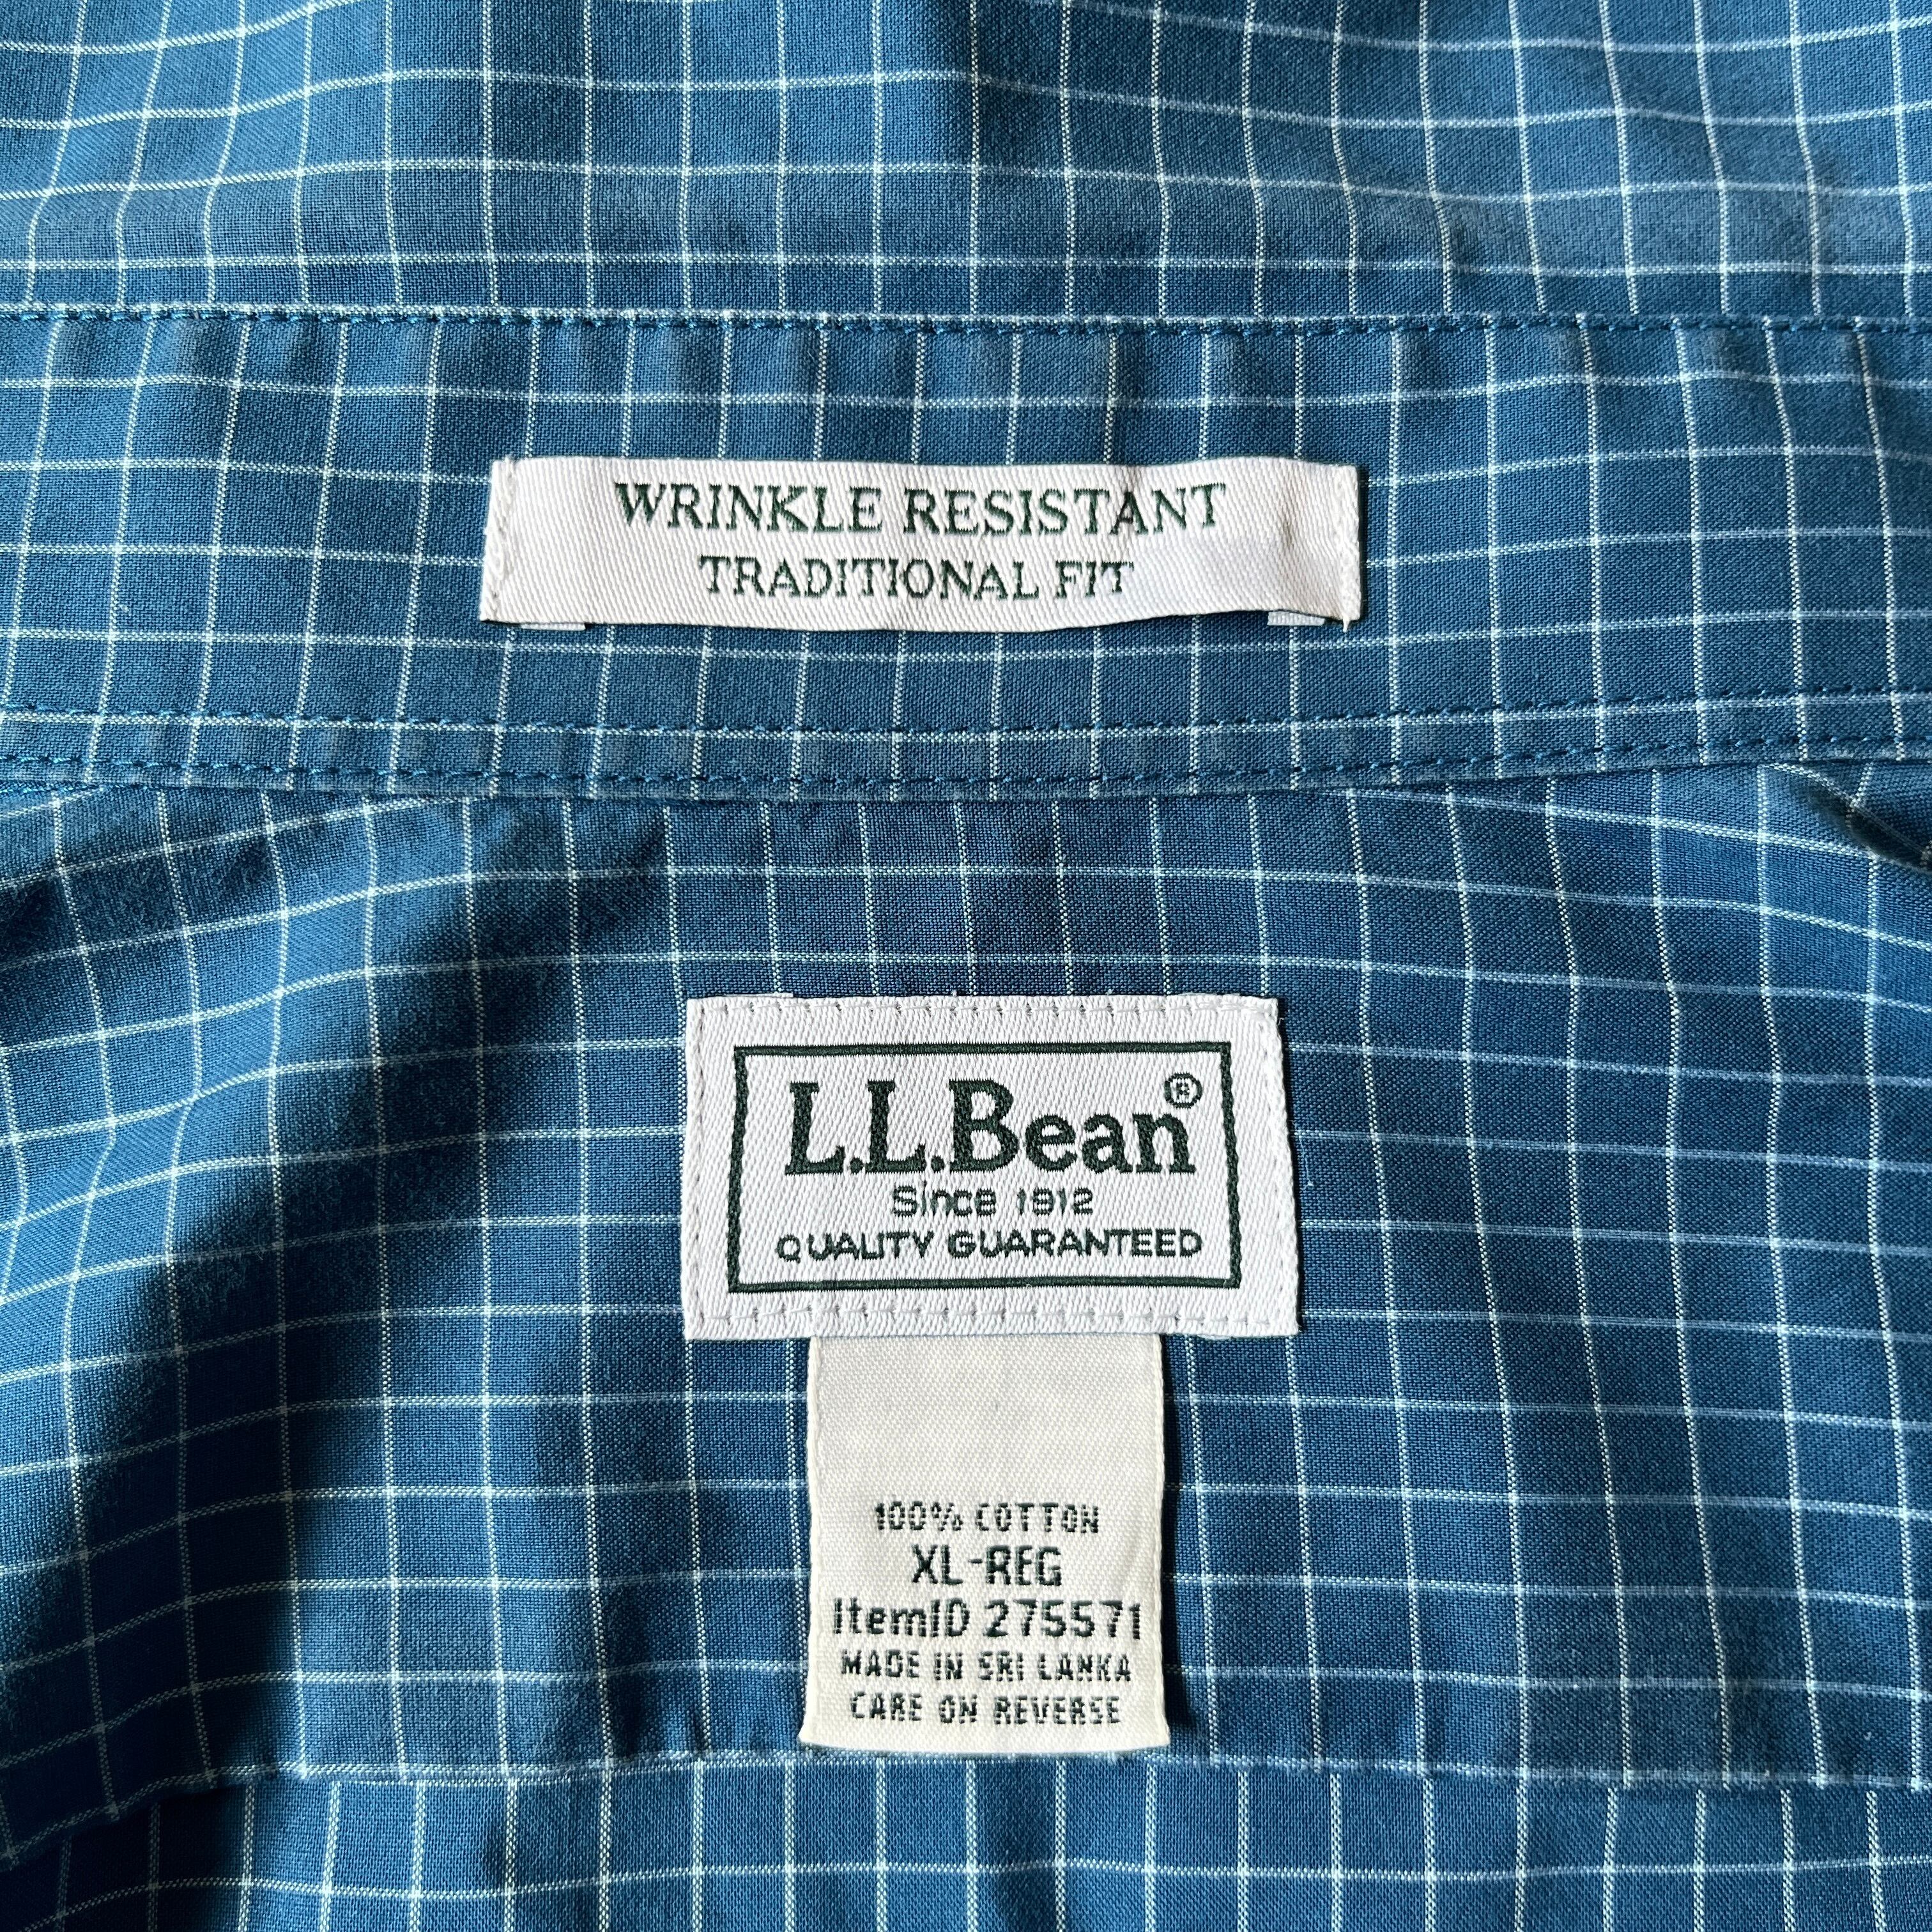 WRINKLE RESISTANT
TRADITIONAL FIT
L.L.Bean®
Since 1912
QUALITY GUARANTEED
100% COTTON
XL-REG
ItemID 275571
MADE IN SRI LANKA
CARE ON REVERSE